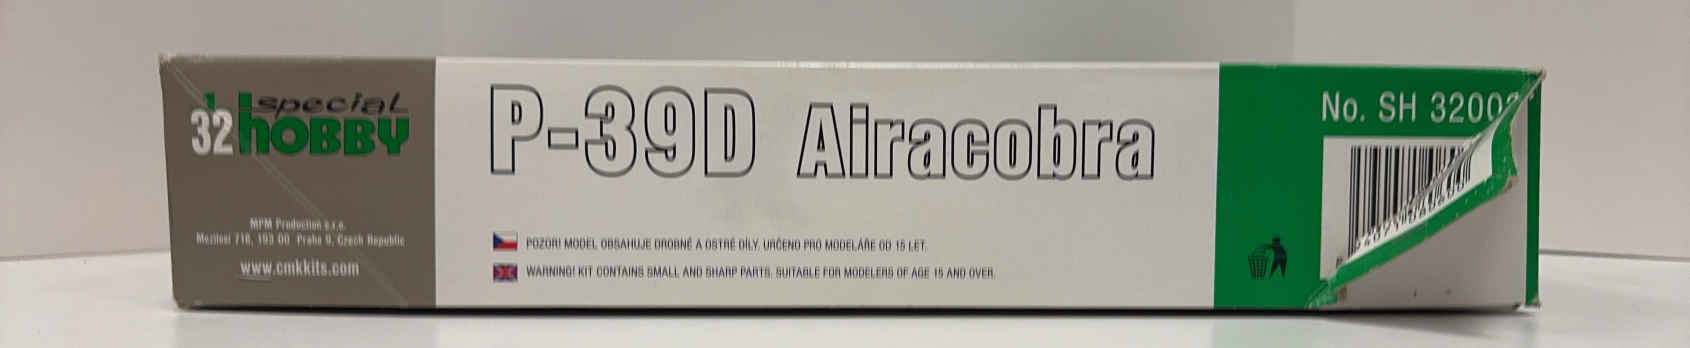 32 special
hOBBY
MPM Production s.r.o.
Mezilesí 718, 193 00 Praha 9, Czech Republic
www.cmkkits.com
P-39D Airacobra
POZOR! MODEL OBSAHUJE DROBNÉ A OSTRÉ DÍLY. URČENO PRO MODELÁŘE OD 15 LET.
WARNING! KIT CONTAINS SMALL AND SHARP PARTS. SUITABLE FOR MODELERS OF AGE 15 AND OVER.
No. SH 3200